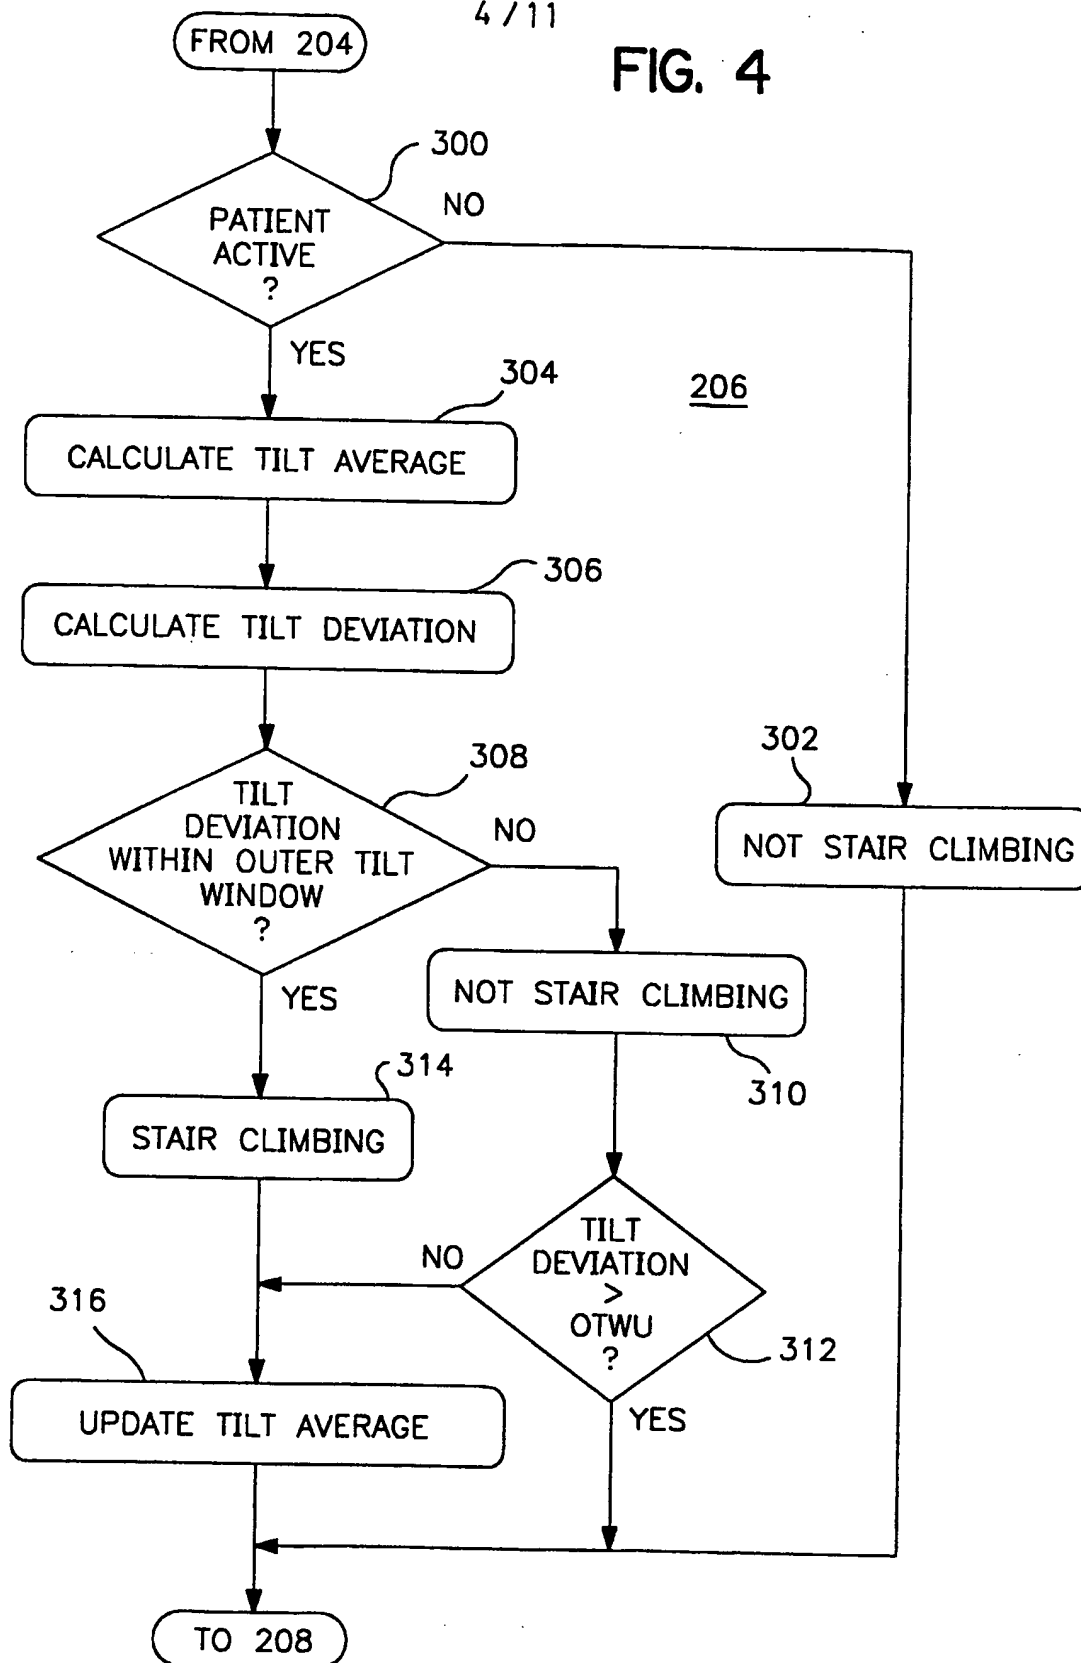 4/11
FROM 204
FIG. 4
300
NO
PATIENT
ACTIVE
?
YES
304
206
CALCULATE TILT AVERAGE
306
CALCULATE TILT DEVIATION
302
308
TILT
DEVIATION
WITHIN OUTER TILT
WINDOW
?
NO
NOT STAIR CLIMBING
YES
NOT STAIR CLIMBING
310
314
STAIR CLIMBING
TILT
DEVIATION
>
OTWU
?
NO
312
316
YES
UPDATE TILT AVERAGE
TO 208